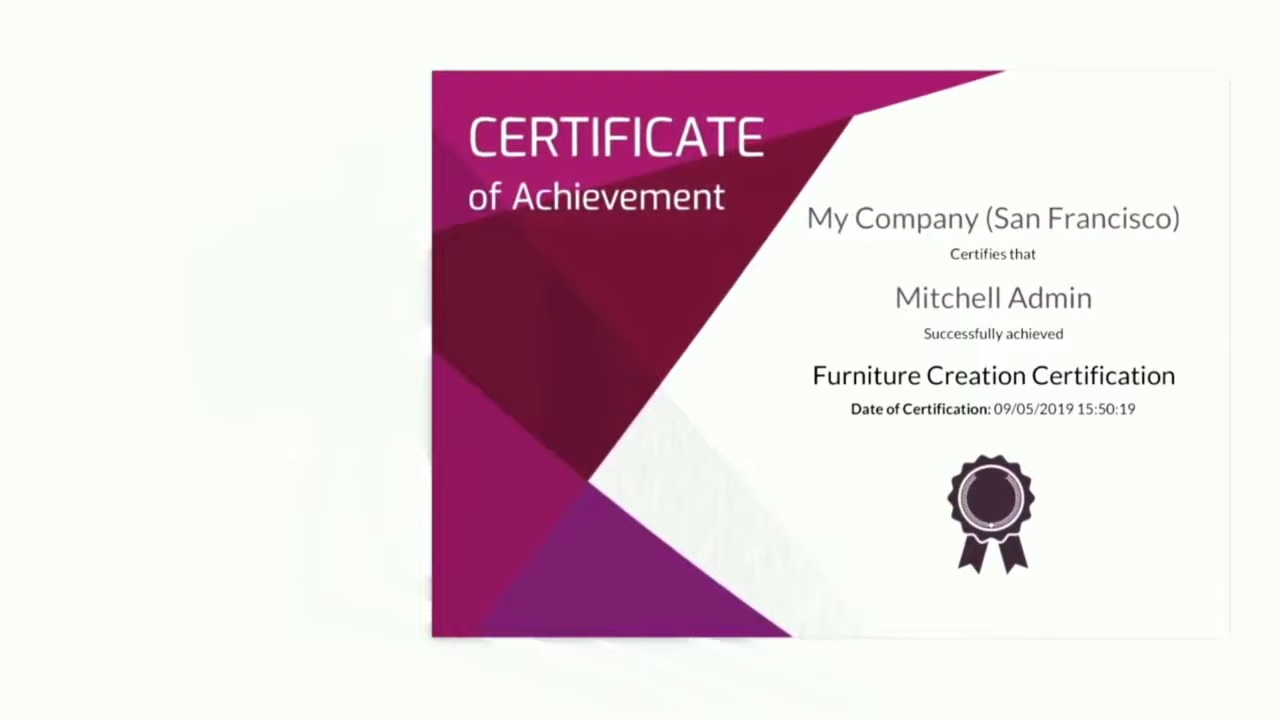 CERTIFICATE
of Achievement
My Company (San Francisco)
Certifies that
Mitchell Admin
Successfully achieved
Furniture Creation Certification
Date of Certification: 09/05/2019 15:50:19